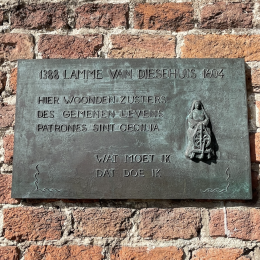 1388 LAMME VAN DIESEHUIS 1604
HIER WOONDEN ZUSTERS
DES GEMENEN LEVENS
PATRONES SINT CECILIA
WAT MOET IK
DAT DOE IK